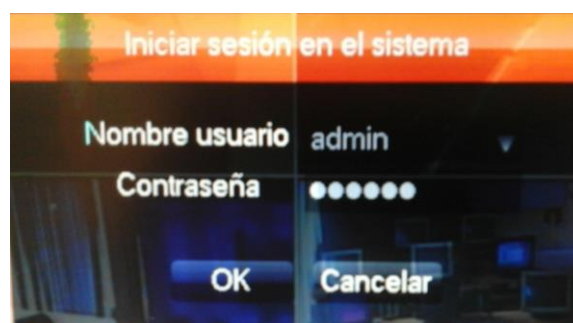 Iniciar sesión en el sistema
Nombre usuario admin
Contraseña ●●●●●●
OK Cancelar